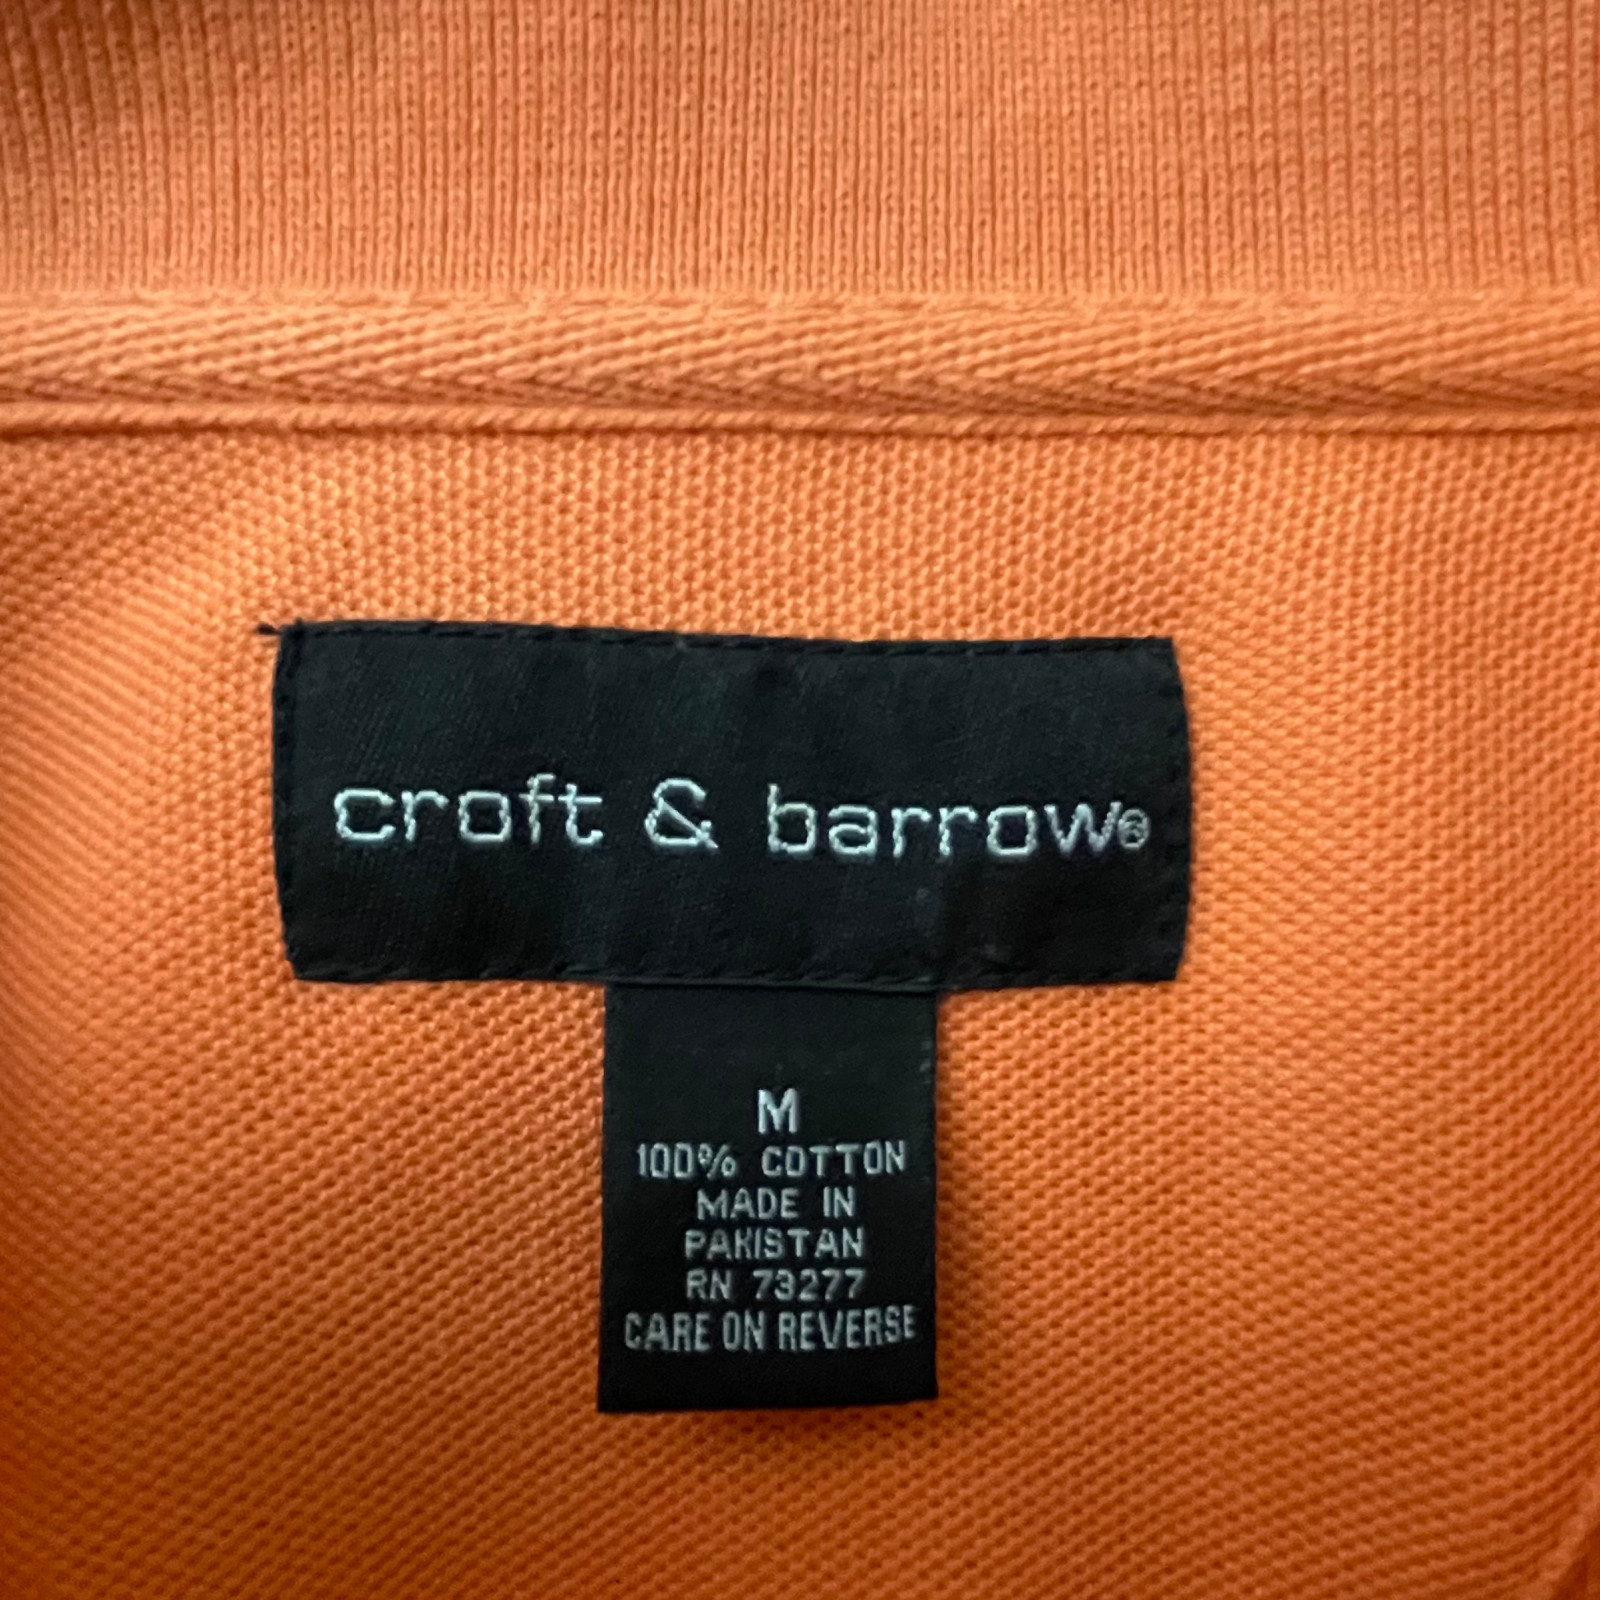 croft & barrow®
M
100% COTTON
MADE IN
PAKISTAN
RN 73277
CARE ON REVERSE